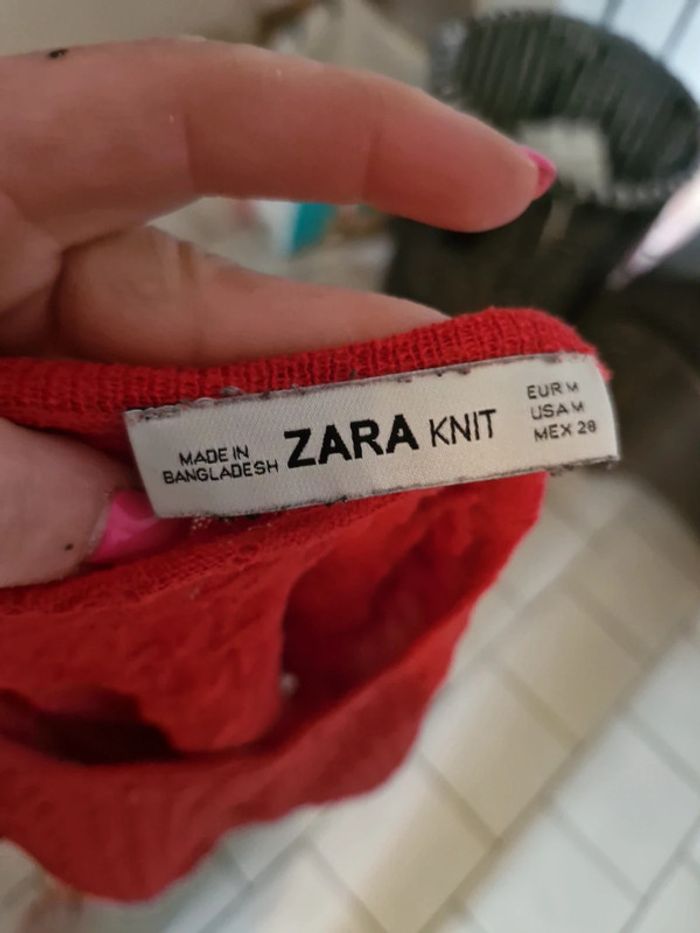 MADE IN
BANGLADESH
ZARA KNIT
EUR M
USA M
MEX 28